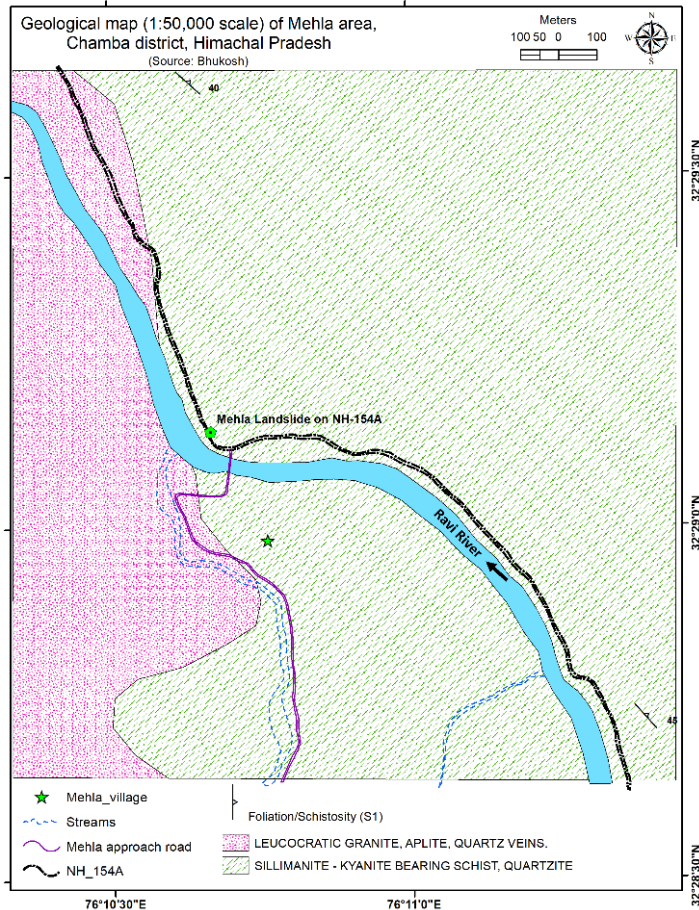 Geological map (1:50,000 scale) of Mehla area,
Chamba district, Himachal Pradesh
(Source: Bhukosh)
Meters
100 50 0 100
N
W E
S
40
32°29'30"N
Mehla Landslide on NH-154A
32°29'0"N
Ravi River
45
Mehla_village
Streams
Mehla approach road
NH_154A
Foliation/Schistosity (S1)
LEUCOCRATIC GRANITE, APLITE, QUARTZ VEINS.
SILLIMANITE - KYANITE BEARING SCHIST, QUARTZITE
32°28'30"N
76°10'30"E 76°11'0"E